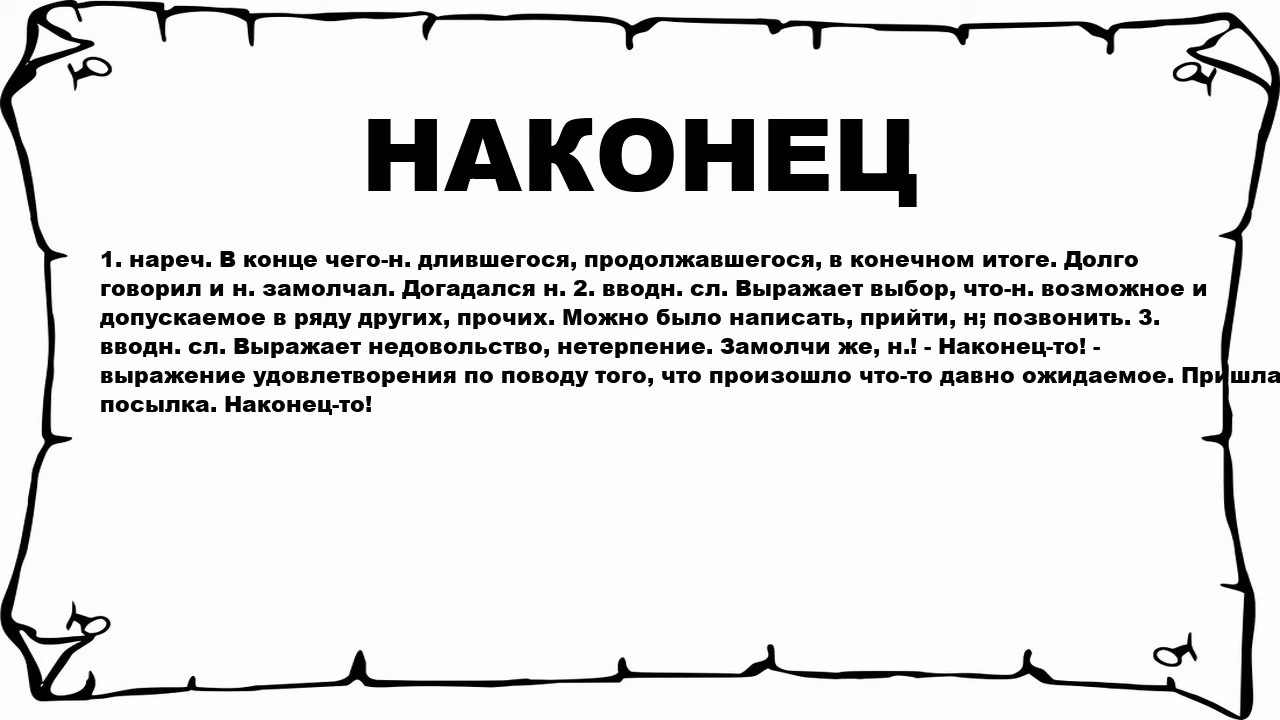 НАКОНЕЦ
1. нареч. В конце чего-н. длившегося, продолжавшегося, в конечном итоге. Долго
говорил и н. замолчал. Догадался н. 2. вводн. сл. Выражает выбор, что-н. возможное и
допускаемое в ряду других, прочих. Можно было написать, прийти, н; позвонить. 3.
вводн. сл. Выражает недовольство, нетерпение. Замолчи же, н.! - Наконец-то! -
выражение удовлетворения по поводу того, что произошло что-то давно ожидаемое. Пришла
посылка. Наконец-то!